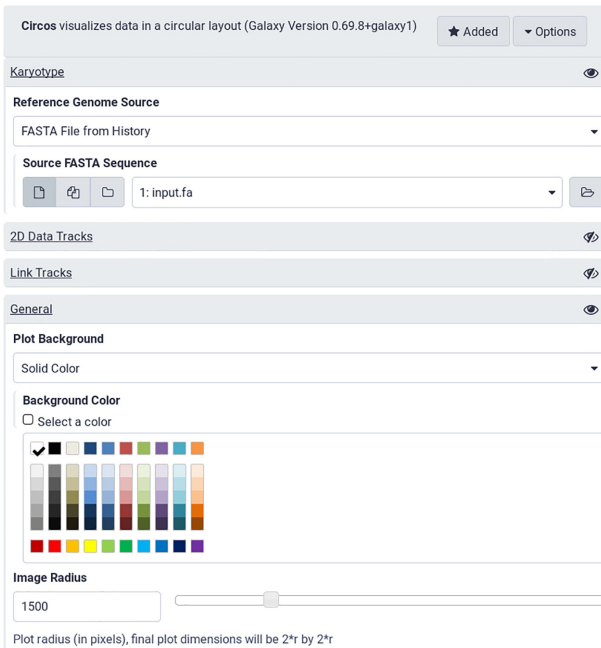 Circos visualizes data in a circular layout (Galaxy Version 0.69.8+galaxy1)
Added
Options
Karyotype
Reference Genome Source
FASTA File from History
Source FASTA Sequence
1: input.fa
2D Data Tracks
Link Tracks
General
Plot Background
Solid Color
Background Color
Select a color
Image Radius
1500
Plot radius (in pixels), final plot dimensions will be 2*r by 2*r